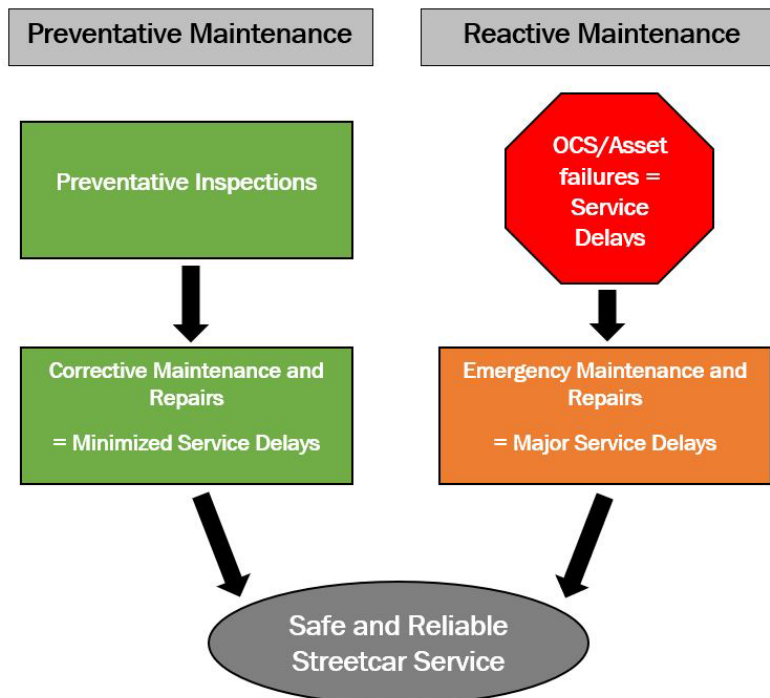 Preventative Maintenance
Reactive Maintenance
Preventative Inspections
OCS/Asset
failures =
Service
Delays
Corrective Maintenance and
Repairs
= Minimized Service Delays
Emergency Maintenance and
Repairs
= Major Service Delays
Safe and Reliable
Streetcar Service